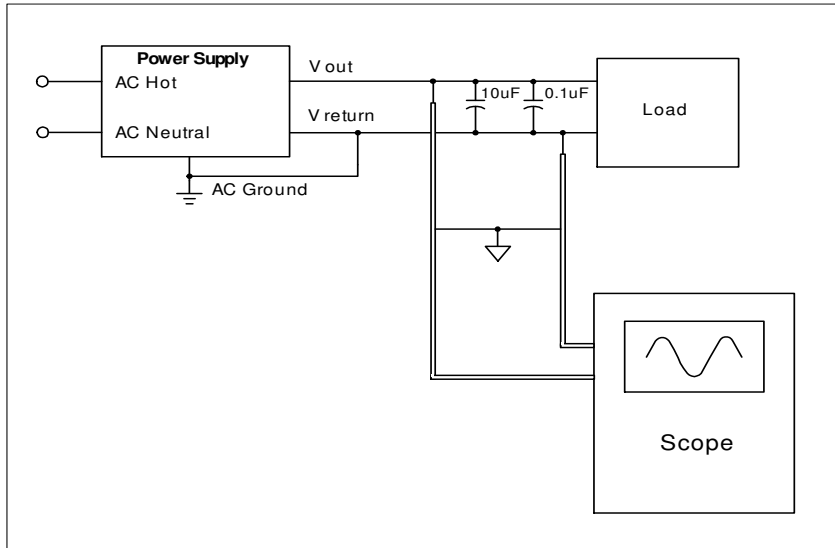 Power Supply
V out
AC Hot
10uF
0.1uF
Load
V return
AC Neutral
AC Ground
Scope